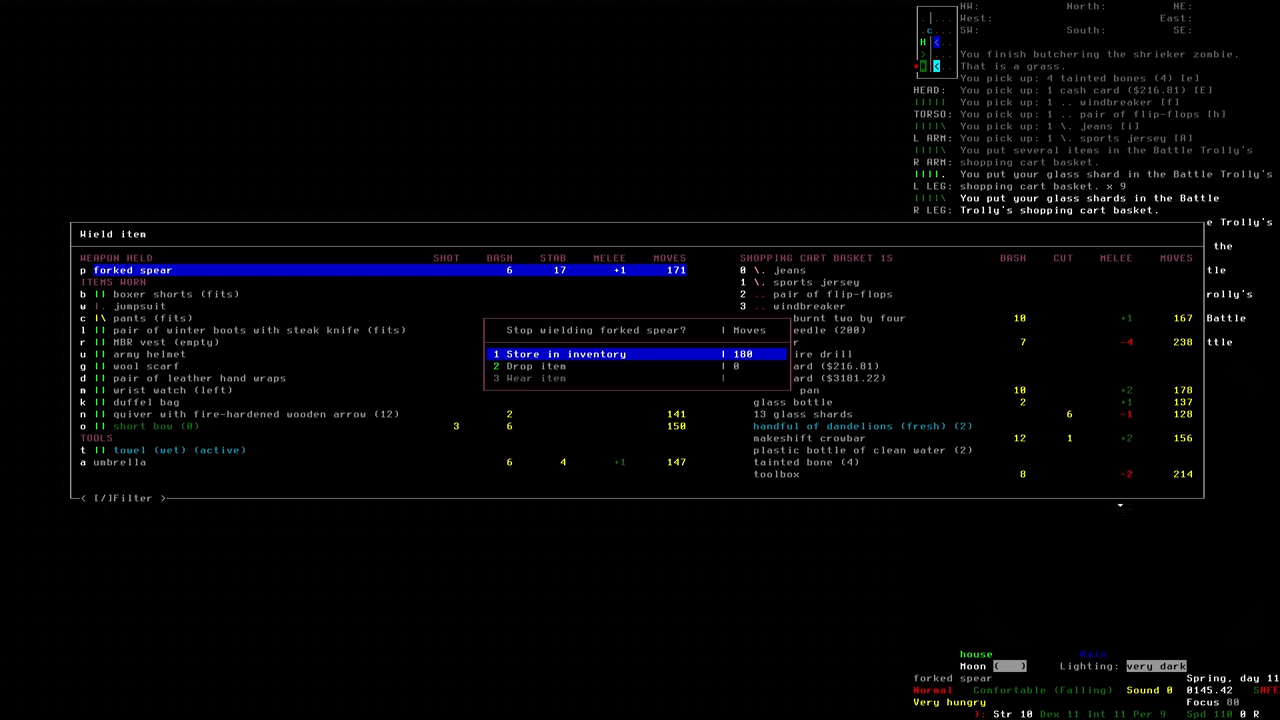 NW: North: NE:
West: East:
SW: South: SE:
You finish butchering the shrieker zombie.
That is a grass.
You pick up: 4 tainted bones (4) [e]
HEAD: You pick up: 1 cash card ($216.81) [E]
You pick up: 1 .. windbreaker [f]
TORSO: You pick up: 1 .. pair of flip-flops [h]
You pick up: 1 \. jeans [i]
L ARM: You pick up: 1 \. sports jersey [A]
You put several items in the Battle Trolly's
R ARM: shopping cart basket.
You put your glass shard in the Battle Trolly's
L LEG: shopping cart basket. x 9
You put your glass shards in the Battle
R LEG: Trolly's shopping cart basket.
e Trolly's
Wield item
the
WEAPON HELD SHOT BASH STAB MELEE MOVES SHOPPING CART BASKET 1S BASH CUT MELEE MOVES
p forked spear 6 17 +1 171 0 \. jeans
tle
ITEMS WORN 1 \. sports jersey
b || boxer shorts (fits) 2 .. pair of flip-flops
rolly's
w |. jumpsuit 3 .. windbreaker
c |\ pants (fits) burnt two by four 10 +1 167
Battle
l || pair of winter boots with steak knife (fits) eedle (200)
r || MBR vest (empty) r 7 -4 238
ttle
u || army helmet ire drill
g || wool scarf ard ($216.81)
d || pair of leather hand wraps ard ($3181.22)
m || wrist watch (left) pan 10 +2 178
k || duffel bag glass bottle 2 +1 137
n || quiver with fire-hardened wooden arrow (12) 2 141 13 glass shards 6 -1 128
o || short bow (0) 3 6 150 handful of dandelions (fresh) (2)
TOOLS makeshift crowbar 12 1 +2 156
t || towel (wet) (active) plastic bottle of clean water (2)
a umbrella 6 4 +1 147 tainted bone (4)
toolbox 8 -2 214
< [/]Filter >
Stop wielding forked spear? | Moves
1 Store in inventory | 180
2 Drop item | 0
3 Wear item |
house Rain
Moon ( ) Lighting: very dark
forked spear Spring, day 11
Normal Comfortable (Falling) Sound 0 0145.42 SAFE
Very hungry Focus 80
): Str 10 Dex 11 Int 11 Per 9 Spd 110 0 R